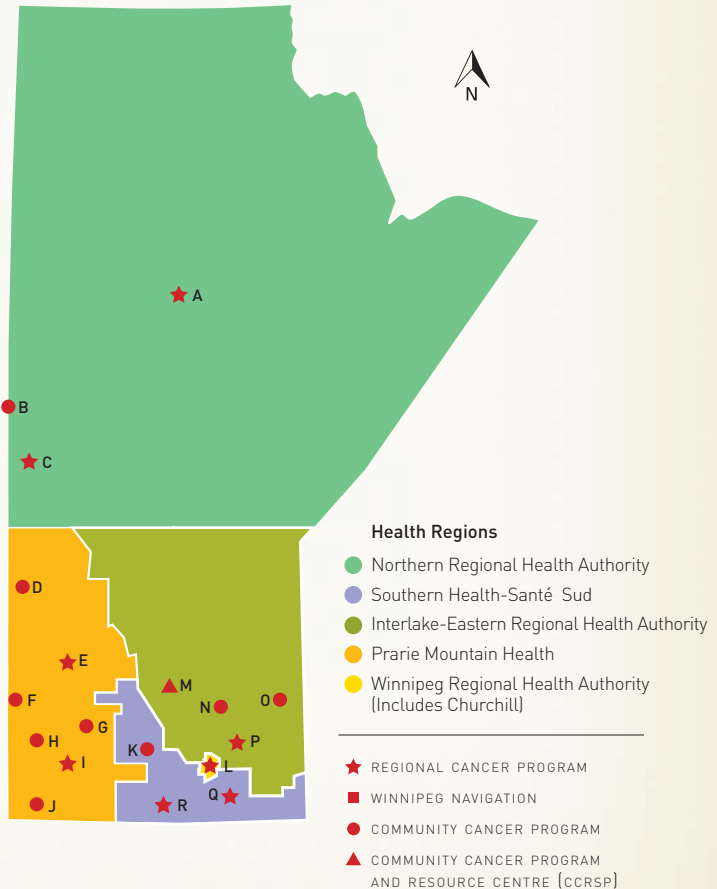 N
A
B
C
D
E
F
G
H
I
J
K
L
M
N
O
P
Q
R
Health Regions
Northern Regional Health Authority
Southern Health-Santé Sud
Interlake-Eastern Regional Health Authority
Prarie Mountain Health
Winnipeg Regional Health Authority
(Includes Churchill)
REGIONAL CANCER PROGRAM
WINNIPEG NAVIGATION
COMMUNITY CANCER PROGRAM
COMMUNITY CANCER PROGRAM
AND RESOURCE CENTRE (CCRSP)